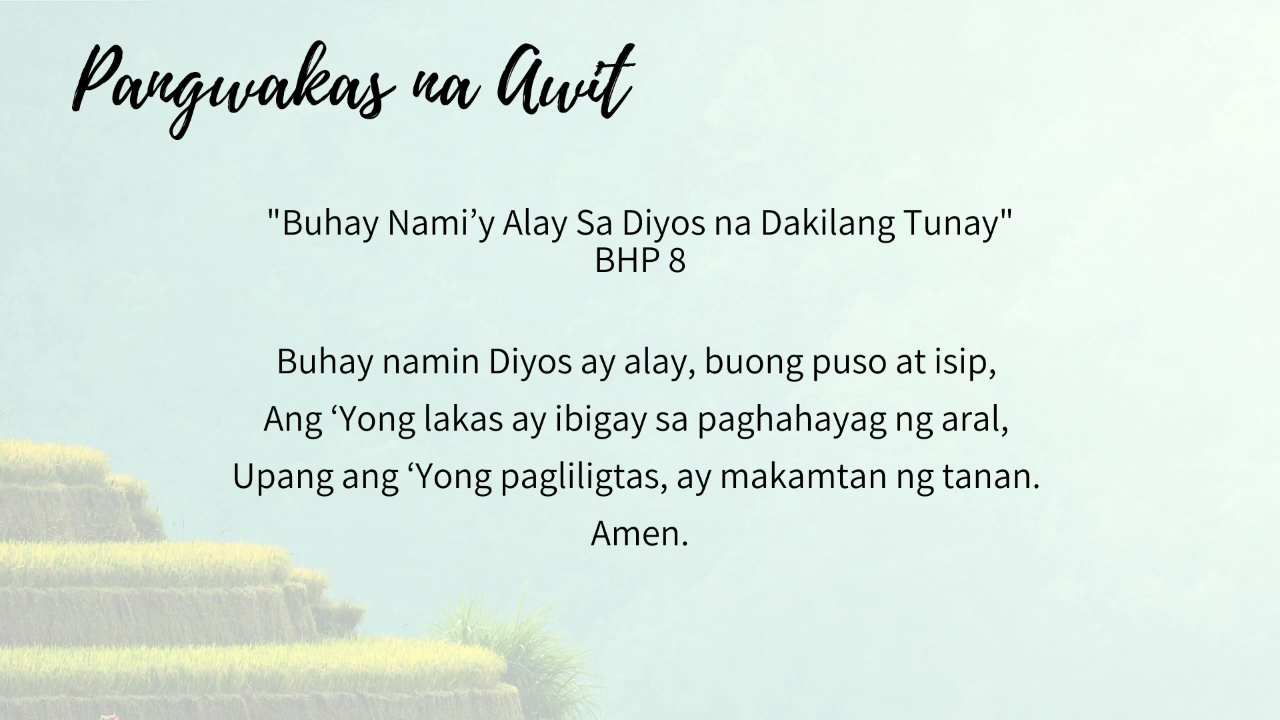 Pangwakas na Awit
"Buhay Nami’y Alay Sa Diyos na Dakilang Tunay"
BHP 8
Buhay namin Diyos ay alay, buong puso at isip,
Ang ‘Yong lakas ay ibigay sa paghahayag ng aral,
Upang ang ‘Yong pagliligtas, ay makamtan ng tanan.
Amen.